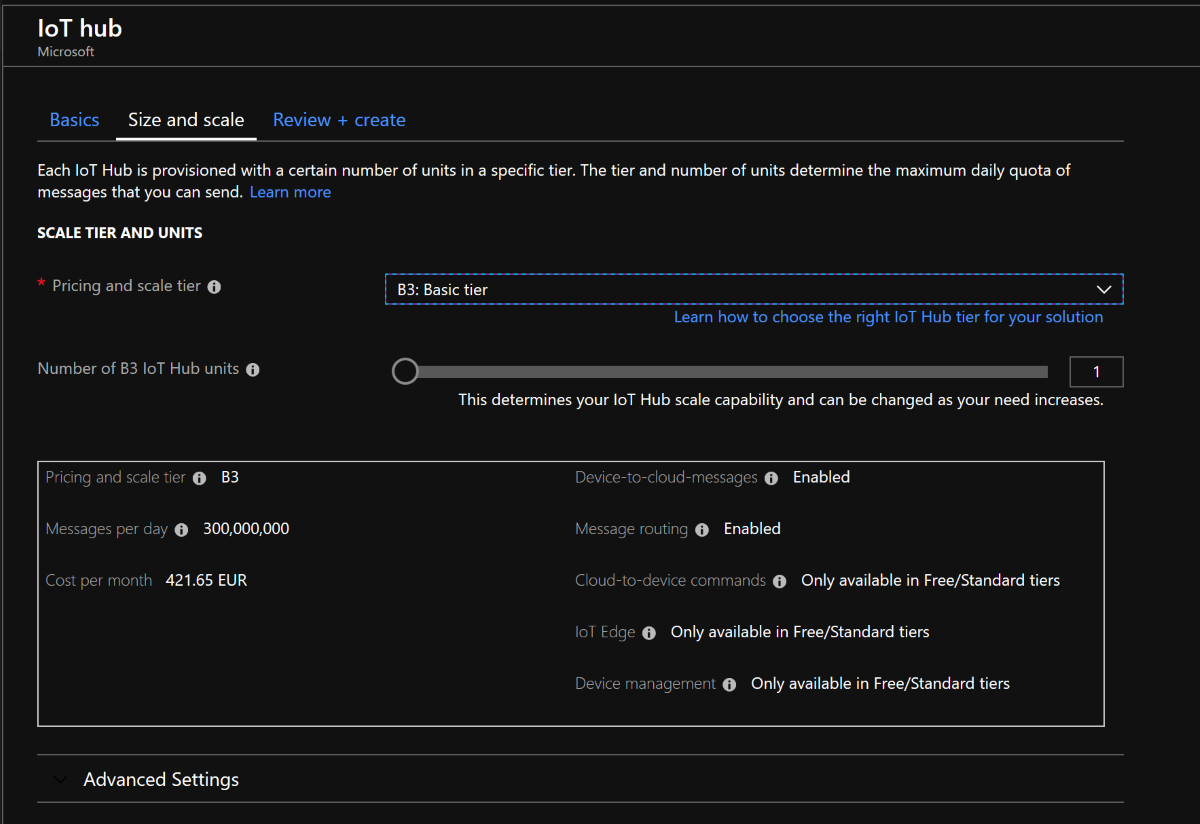 IoT hub
Microsoft
Basics Size and scale Review + create
Each IoT Hub is provisioned with a certain number of units in a specific tier. The tier and number of units determine the maximum daily quota of
messages that you can send. Learn more
SCALE TIER AND UNITS
* Pricing and scale tier B3: Basic tier
Learn how to choose the right IoT Hub tier for your solution
Number of B3 IoT Hub units 1
This determines your IoT Hub scale capability and can be changed as your need increases.
Pricing and scale tier B3
Messages per day 300,000,000
Cost per month 421.65 EUR
Device-to-cloud-messages Enabled
Message routing Enabled
Cloud-to-device commands Only available in Free/Standard tiers
IoT Edge Only available in Free/Standard tiers
Device management Only available in Free/Standard tiers
Advanced Settings